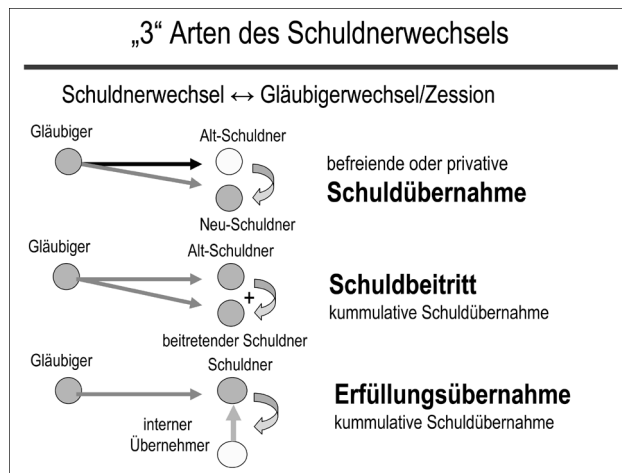 „3“ Arten des Schuldnerwechsels
Schuldnerwechsel ↔ Gläubigerwechsel/Zession
Gläubiger
Alt-Schuldner
Neu-Schuldner
befreiende oder privative
Schuldübernahme
Gläubiger
Alt-Schuldner
+
beitretender Schuldner
Schuldbeitritt
kummulative Schuldübernahme
Gläubiger
Schuldner
interner
Übernehmer
Erfüllungsübernahme
kummulative Schuldübernahme